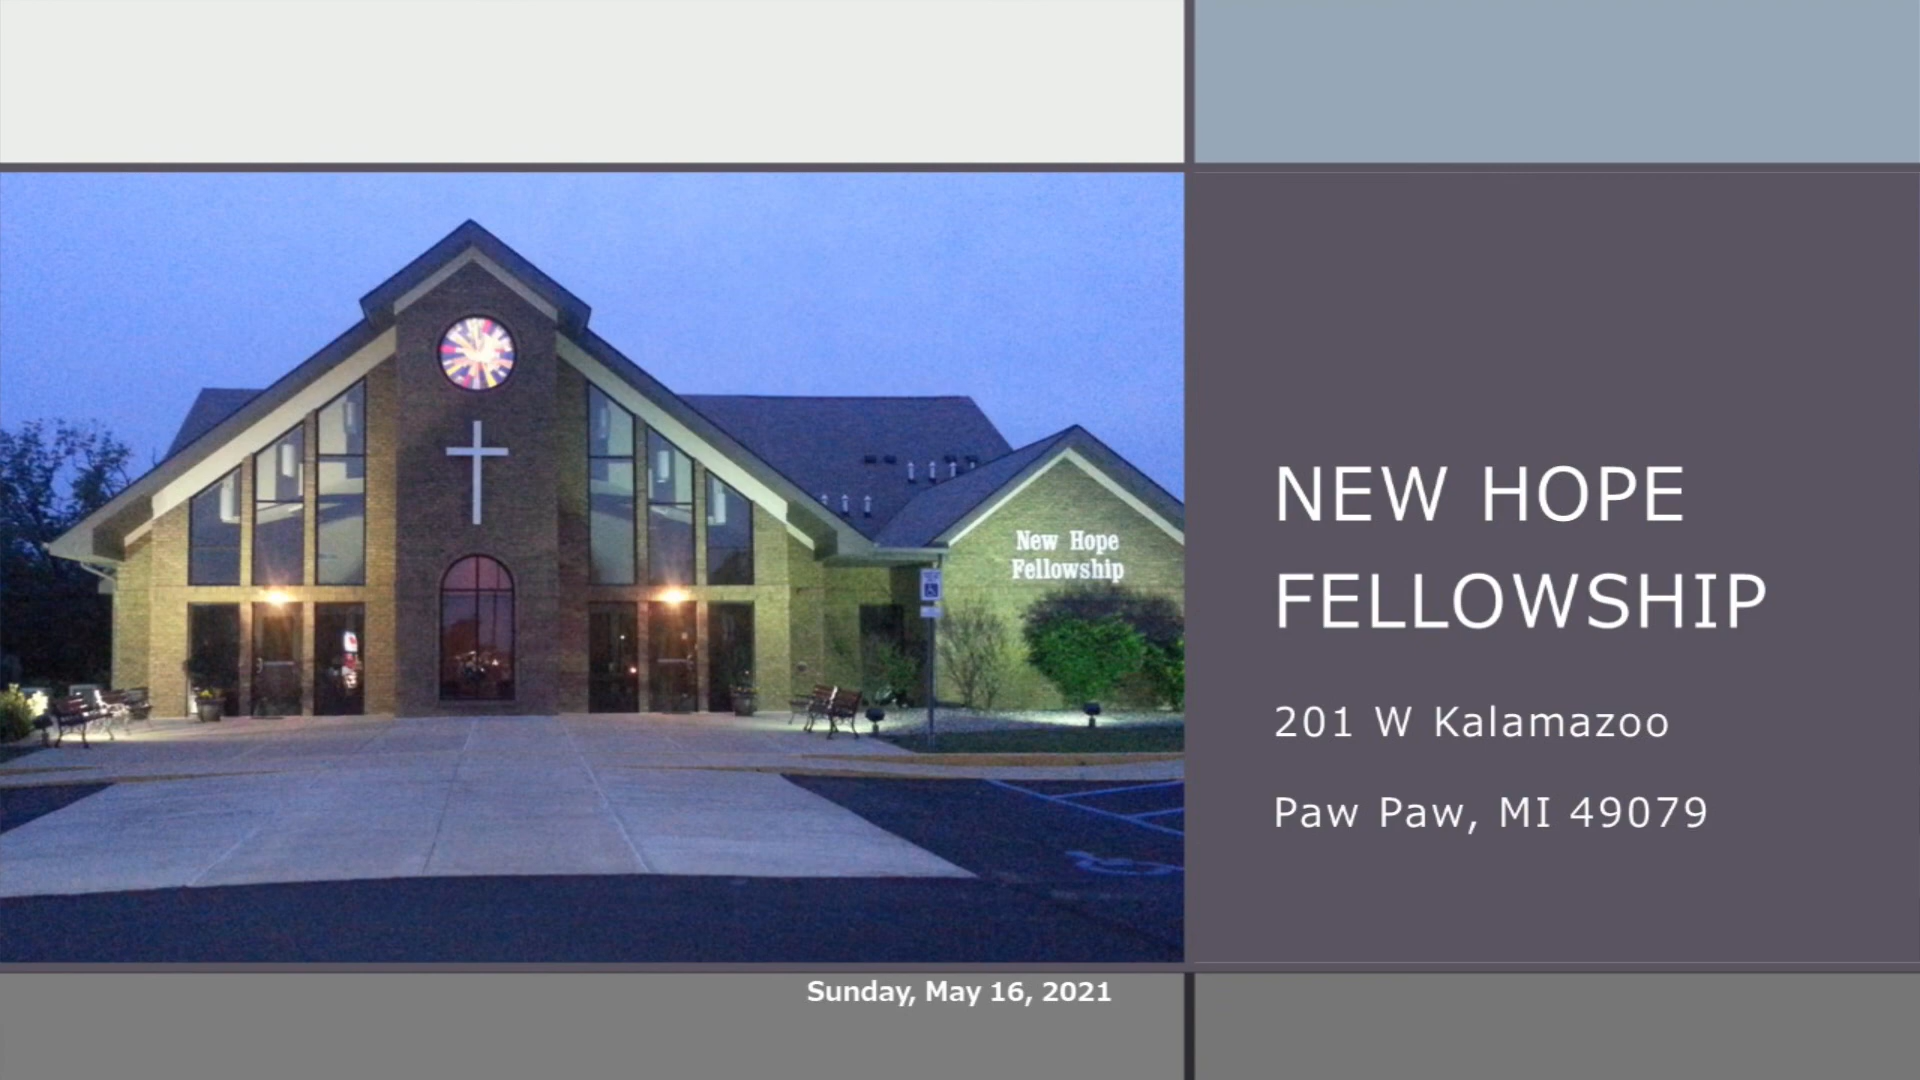 New Hope
Fellowship
NEW HOPE
FELLOWSHIP
201 W Kalamazoo
Paw Paw, MI 49079
Sunday, May 16, 2021